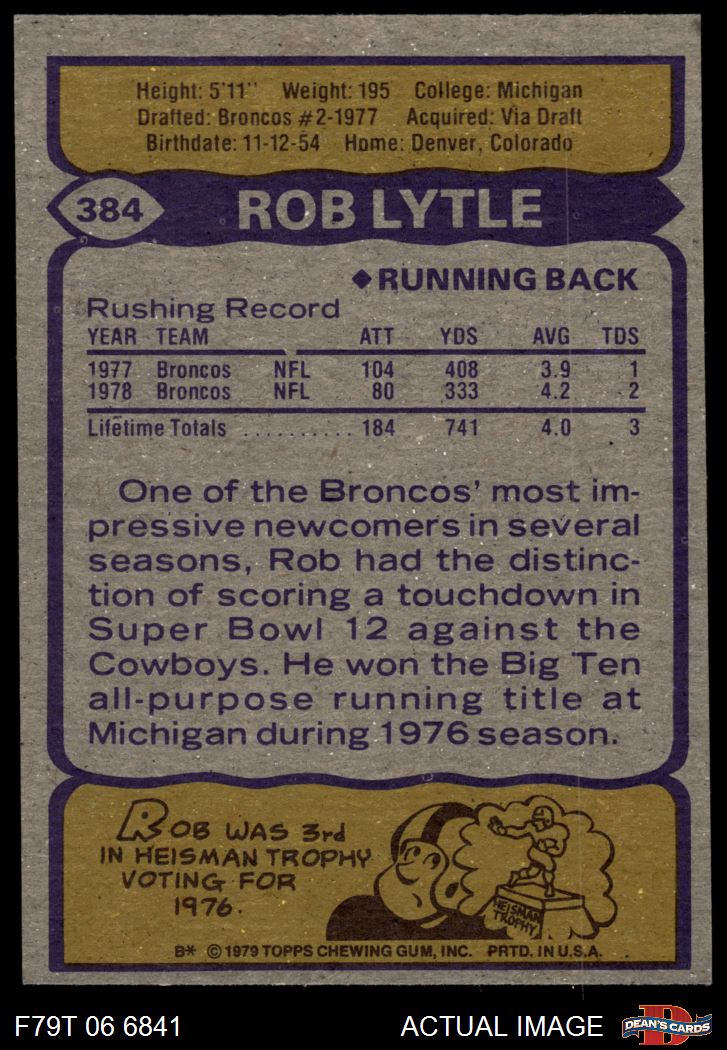 Height: 5'11" Weight: 195 College: Michigan
Drafted: Broncos #2-1977 Acquired: Via Draft
Birthdate: 11-12-54 Home: Denver, Colorado
384 ROB LYTLE
◆RUNNING BACK
Rushing Record
YEAR TEAM ATT YDS AVG TDS
1977 Broncos NFL 104 408 3.9 1
1978 Broncos NFL 80 333 4.2 2
Lifetime Totals .......... 184 741 4.0 3
One of the Broncos' most im-
pressive newcomers in several
seasons, Rob had the distinc-
tion of scoring a touchdown in
Super Bowl 12 against the
Cowboys. He won the Big Ten
all-purpose running title at
Michigan during 1976 season.
ROB WAS 3rd
IN HEISMAN TROPHY
VOTING FOR
1976.
HEISMAN
TROPHY
B* ©1979 TOPPS CHEWING GUM, INC. PRTD. IN U.S.A.
F79T 06 6841 ACTUAL IMAGE D DEAN'S CARDS